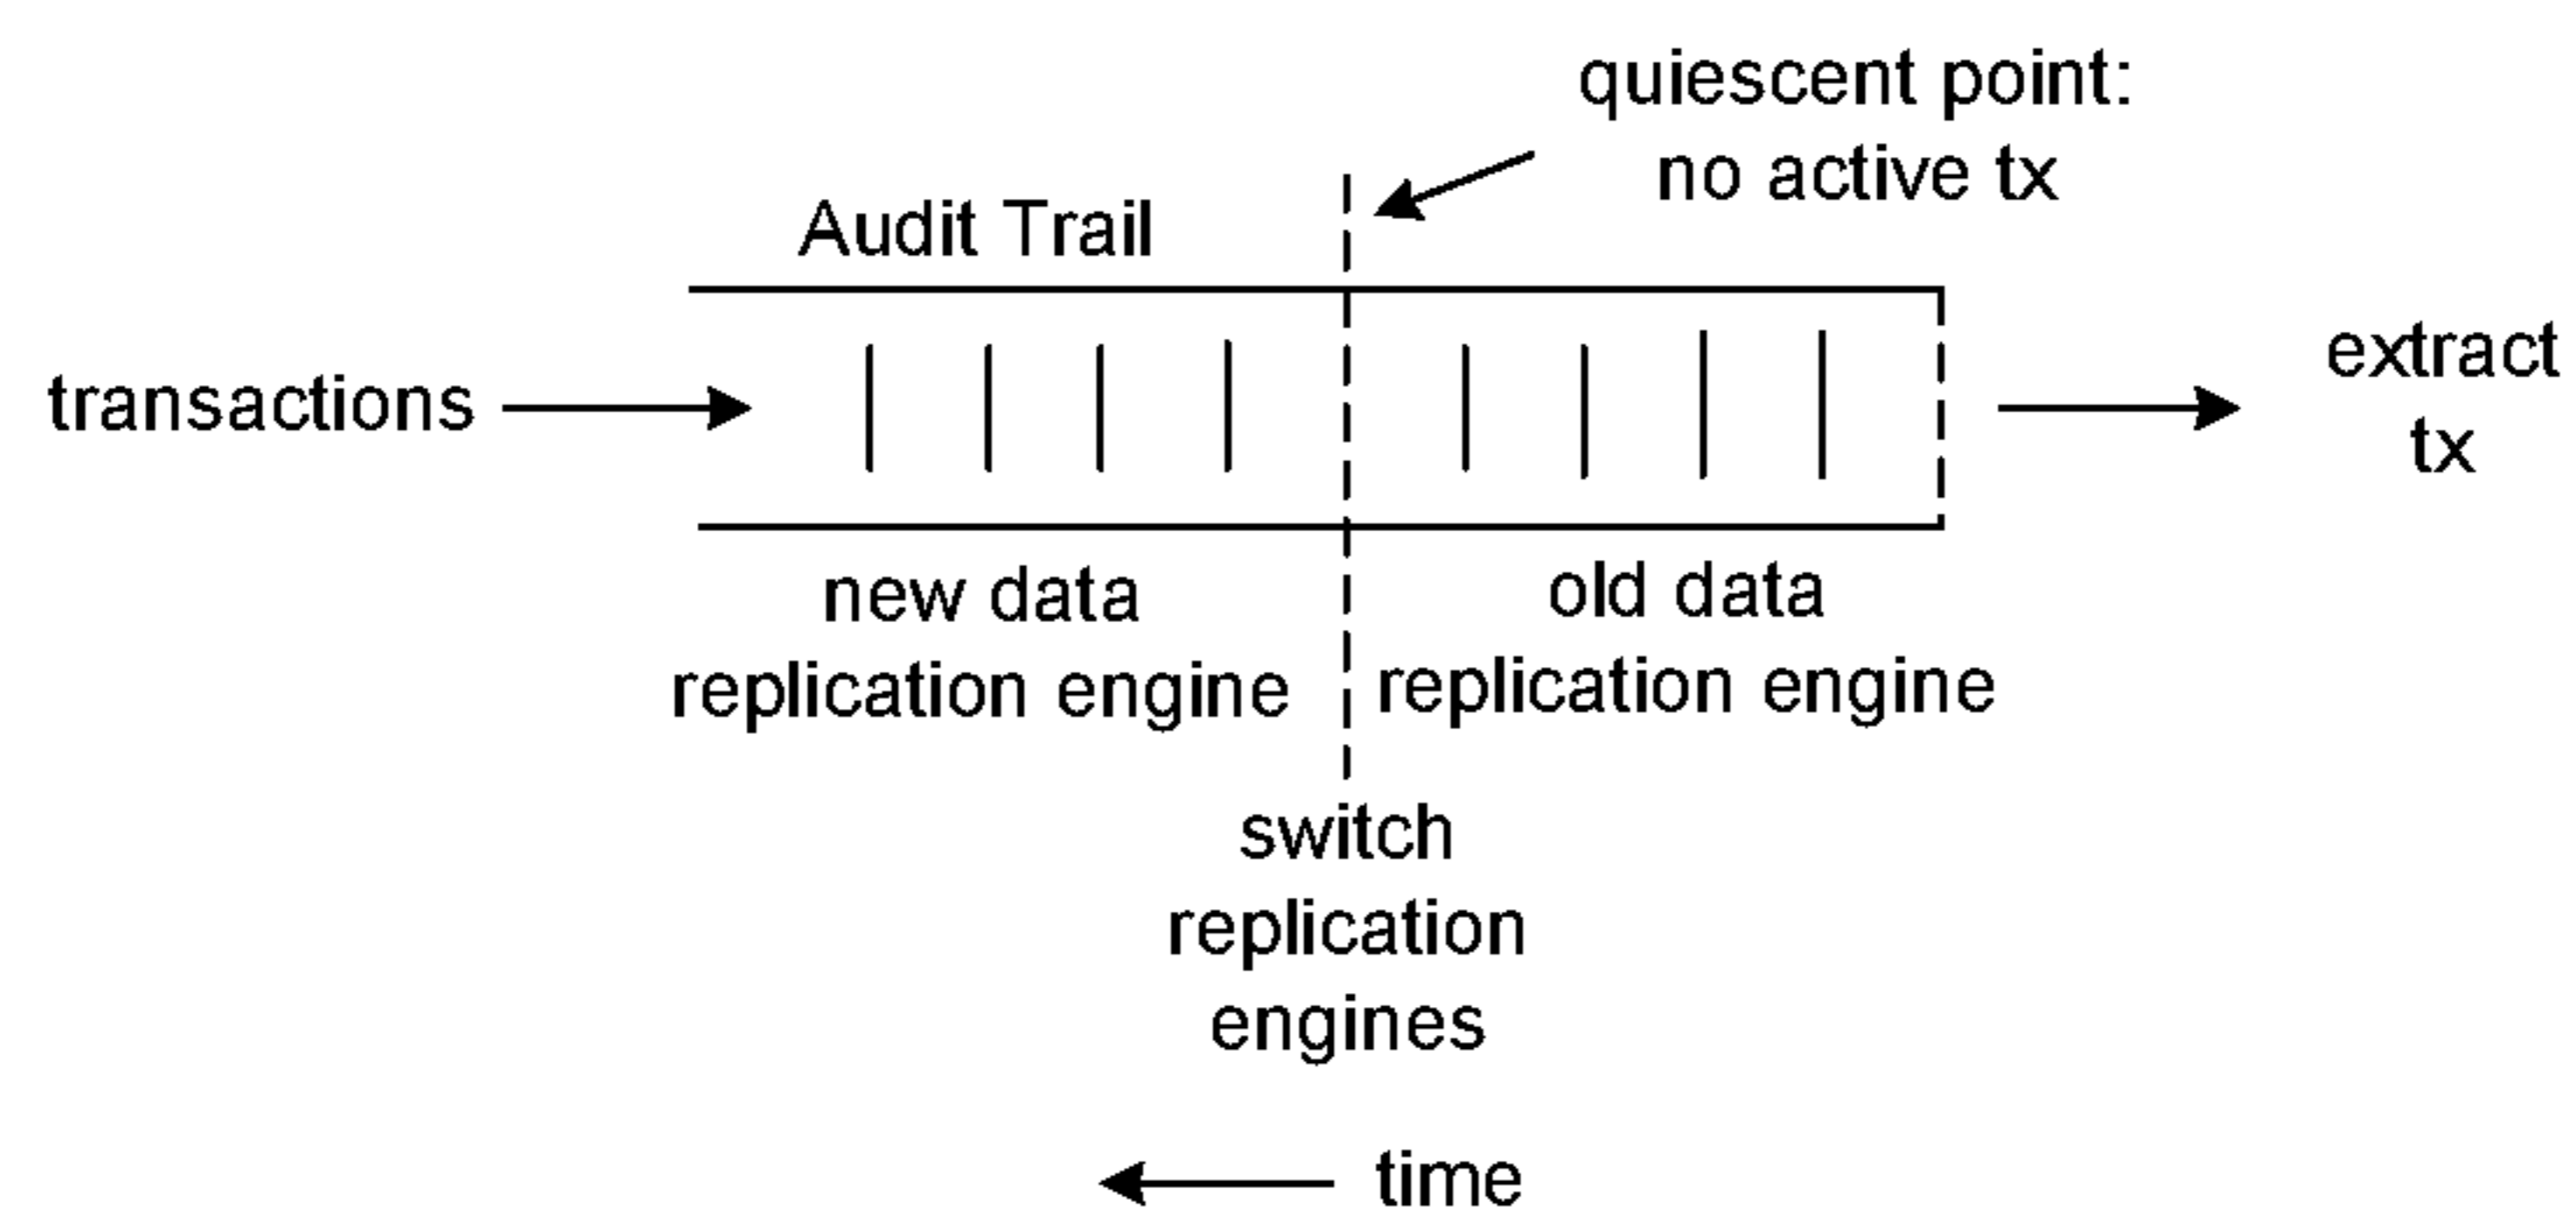 quiescent point:
no active tx
Audit Trail
transactions
extract
tx
new data
replication engine
old data
replication engine
switch
replication
engines
time